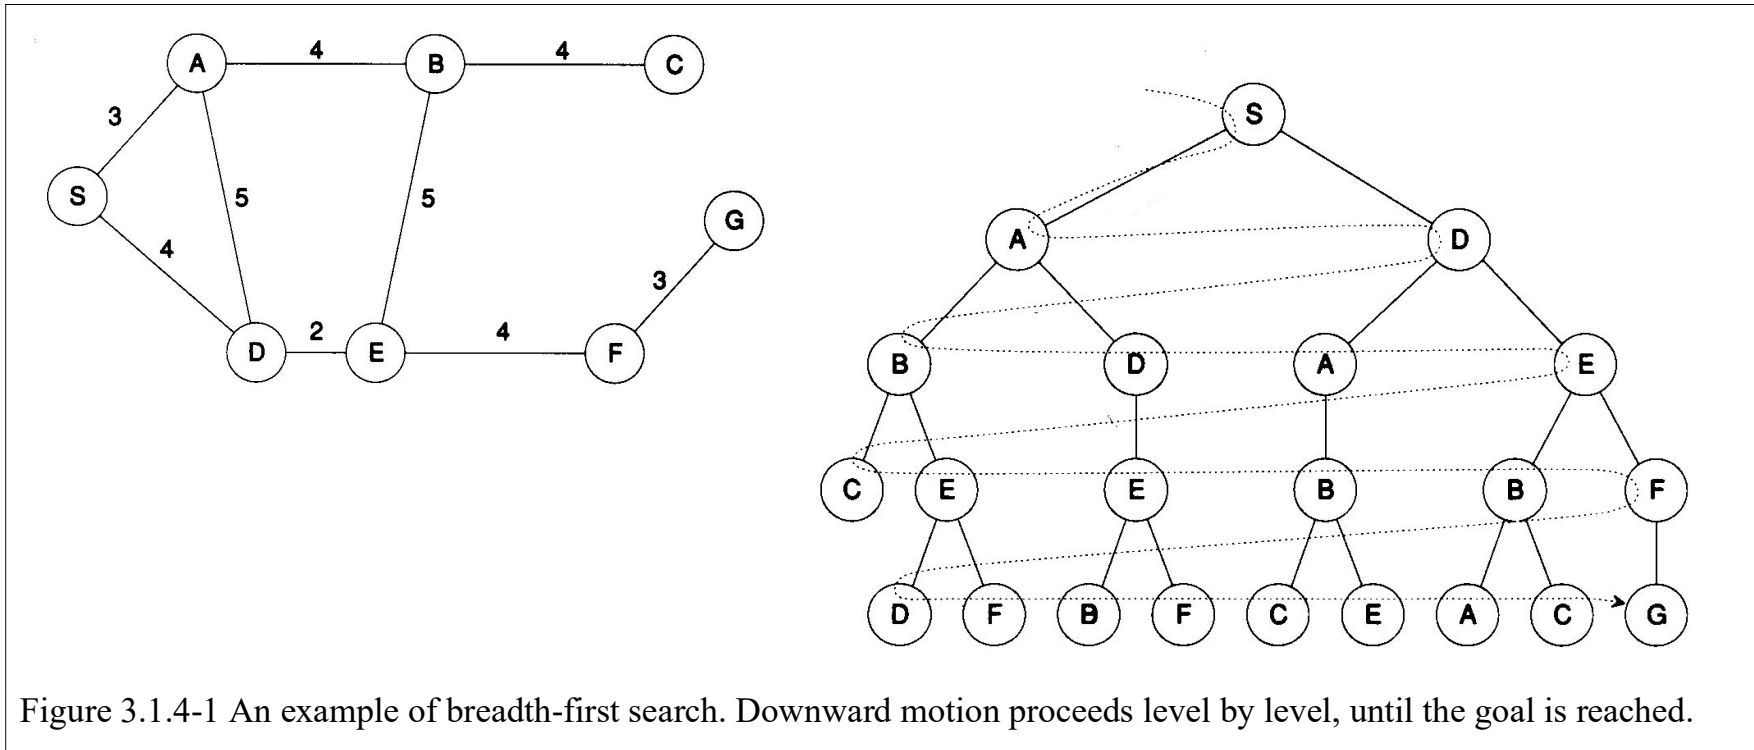 A 4 B 4 C
3
S 5 5 G
4 3
D 2 E 4 F
S
A D
B D A E
C E E B B F
D F B F C E A C G
Figure 3.1.4-1 An example of breadth-first search. Downward motion proceeds level by level, until the goal is reached.